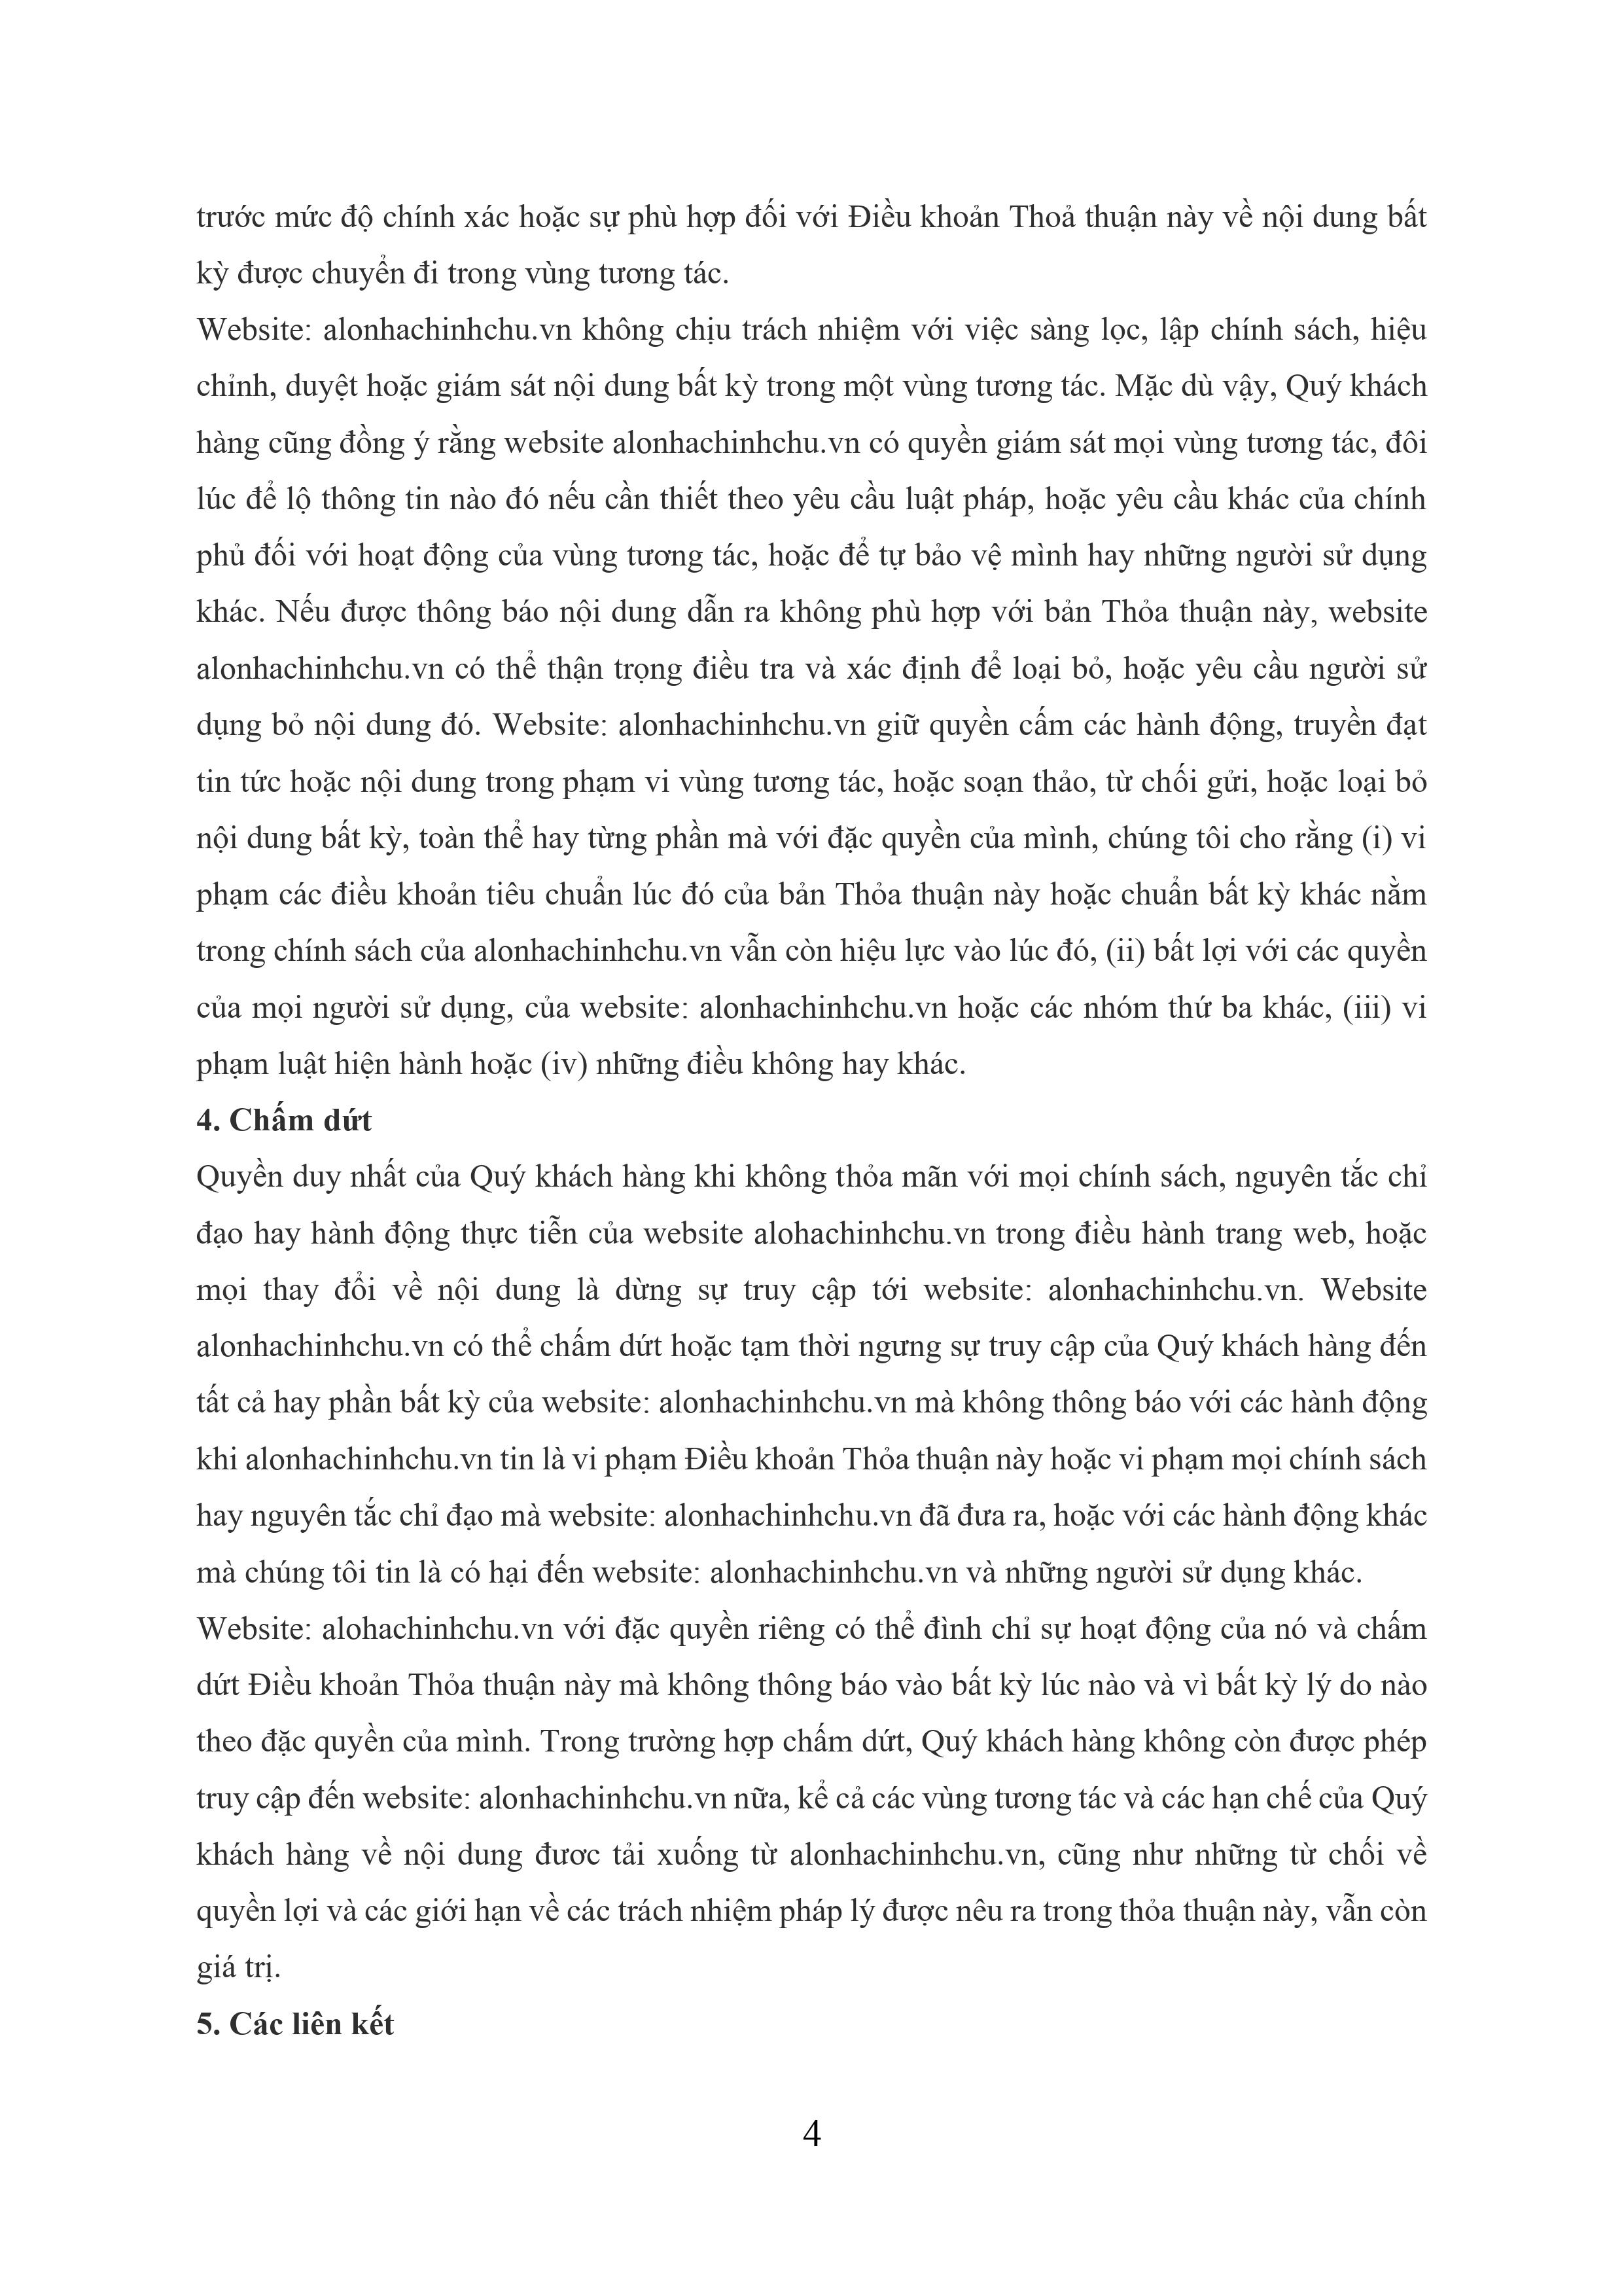 trước mức độ chính xác hoặc sự phù hợp đối với Điều khoản Thoả thuận này về nội dung bất
kỳ được chuyển đi trong vùng tương tác.
Website: alonhachinhchu.vn không chịu trách nhiệm với việc sàng lọc, lập chính sách, hiệu
chỉnh, duyệt hoặc giám sát nội dung bất kỳ trong một vùng tương tác. Mặc dù vậy, Quý khách
hàng cũng đồng ý rằng website alonhachinhchu.vn có quyền giám sát mọi vùng tương tác, đôi
lúc để lộ thông tin nào đó nếu cần thiết theo yêu cầu luật pháp, hoặc yêu cầu khác của chính
phủ đối với hoạt động của vùng tương tác, hoặc để tự bảo vệ mình hay những người sử dụng
khác. Nếu được thông báo nội dung dẫn ra không phù hợp với bản Thỏa thuận này, website
alonhachinhchu.vn có thể thận trọng điều tra và xác định để loại bỏ, hoặc yêu cầu người sử
dụng bỏ nội dung đó. Website: alonhachinhchu.vn giữ quyền cấm các hành động, truyền đạt
tin tức hoặc nội dung trong phạm vi vùng tương tác, hoặc soạn thảo, từ chối gửi, hoặc loại bỏ
nội dung bất kỳ, toàn thể hay từng phần mà với đặc quyền của mình, chúng tôi cho rằng (i) vi
phạm các điều khoản tiêu chuẩn lúc đó của bản Thỏa thuận này hoặc chuẩn bất kỳ khác nằm
trong chính sách của alonhachinhchu.vn vẫn còn hiệu lực vào lúc đó, (ii) bất lợi với các quyền
của mọi người sử dụng, của website: alonhachinhchu.vn hoặc các nhóm thứ ba khác, (iii) vi
phạm luật hiện hành hoặc (iv) những điều không hay khác.
4. Chấm dứt
Quyền duy nhất của Quý khách hàng khi không thỏa mãn với mọi chính sách, nguyên tắc chỉ
đạo hay hành động thực tiễn của website alohachinhchu.vn trong điều hành trang web, hoặc
mọi thay đổi về nội dung là dừng sự truy cập tới website: alonhachinhchu.vn. Website
alonhachinhchu.vn có thể chấm dứt hoặc tạm thời ngưng sự truy cập của Quý khách hàng đến
tất cả hay phần bất kỳ của website: alonhachinhchu.vn mà không thông báo với các hành động
khi alonhachinhchu.vn tin là vi phạm Điều khoản Thỏa thuận này hoặc vi phạm mọi chính sách
hay nguyên tắc chỉ đạo mà website: alonhachinhchu.vn đã đưa ra, hoặc với các hành động khác
mà chúng tôi tin là có hại đến website: alonhachinhchu.vn và những người sử dụng khác.
Website: alohachinhchu.vn với đặc quyền riêng có thể đình chỉ sự hoạt động của nó và chấm
dứt Điều khoản Thỏa thuận này mà không thông báo vào bất kỳ lúc nào và vì bất kỳ lý do nào
theo đặc quyền của mình. Trong trường hợp chấm dứt, Quý khách hàng không còn được phép
truy cập đến website: alonhachinhchu.vn nữa, kể cả các vùng tương tác và các hạn chế của Quý
khách hàng về nội dung đươc tải xuống từ alonhachinhchu.vn, cũng như những từ chối về
quyền lợi và các giới hạn về các trách nhiệm pháp lý được nêu ra trong thỏa thuận này, vẫn còn
giá trị.
5. Các liên kết
4